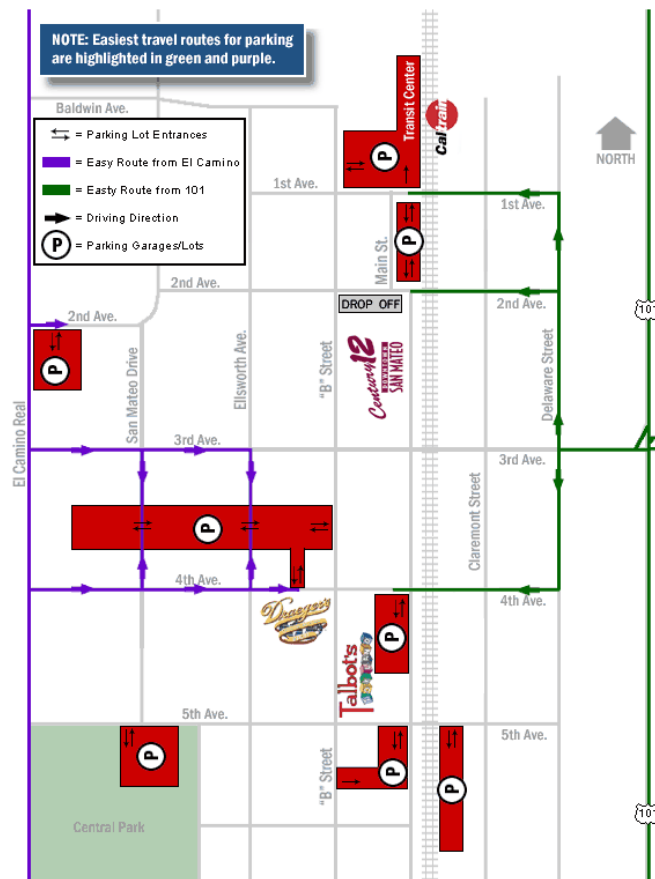 NOTE: Easiest travel routes for parking
are highlighted in green and purple.
Transit Center
Caltrain
Baldwin Ave.
= Parking Lot Entrances
= Easy Route from El Camino
= Easty Route from 101
= Driving Direction
P = Parking Garages/Lots
P
NORTH
1st Ave.
1st Ave.
P
Main St.
2nd Ave.
2nd Ave.
DROP OFF
101
2nd Ave.
P
San Mateo Drive
Ellsworth Ave.
"B" Street
Century 12
DOWNTOWN
SAN MATEO
Delaware Street
El Camino Real
3rd Ave.
3rd Ave.
Claremont Street
P
4th Ave.
4th Ave.
Draeger's
Talbot's
P
5th Ave.
5th Ave.
P
"B" Street
P
P
101
Central Park